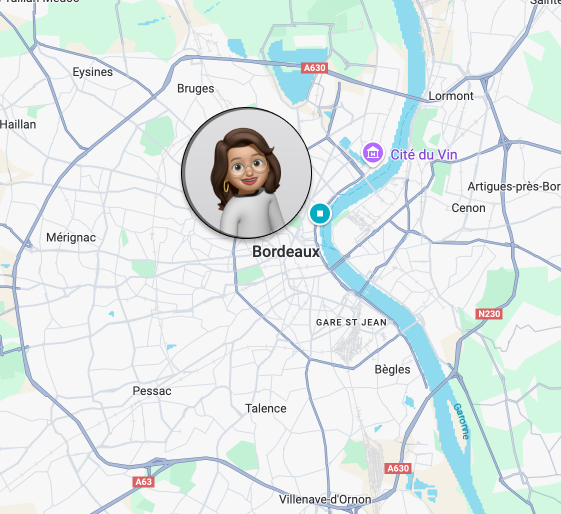 Taillan Médoc
Sainte
Eysines
A630
Bruges
Lormont
Haillan
Cité du Vin
Artigues-près-Bor
Cenon
Mérignac
Bordeaux
N230
GARE ST JEAN
Bègles
Pessac
Talence
Garonne
A630
A63
Villenave-d'Ornon